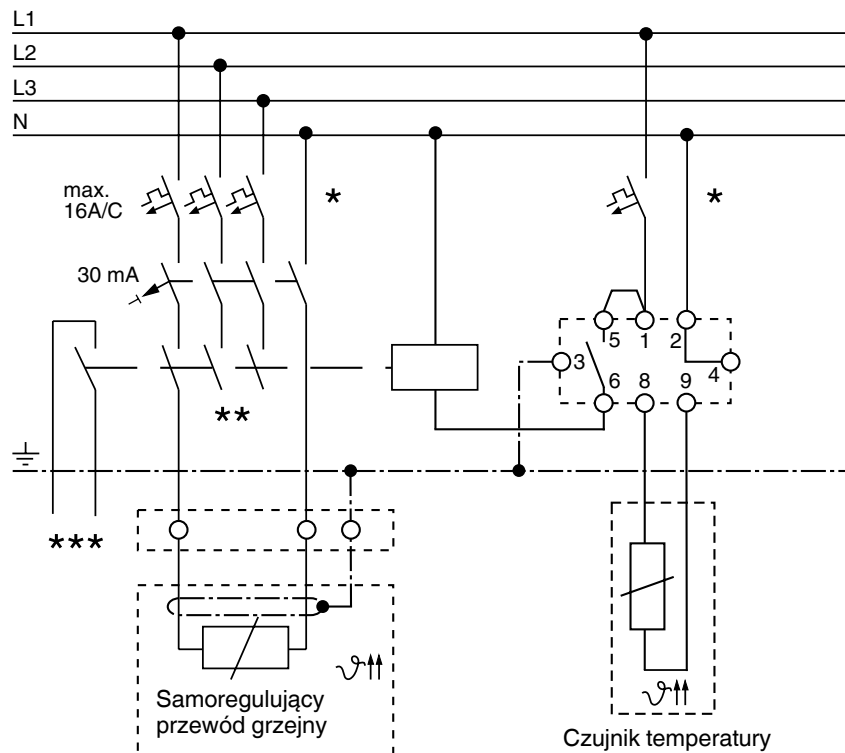 L1
L2
L3
N
max.
16A/C
*
*
30 mA
5 1 2
3 4
6 8 9
**
***
Samoregulujący
przewód grzejny
Czujnik temperatury